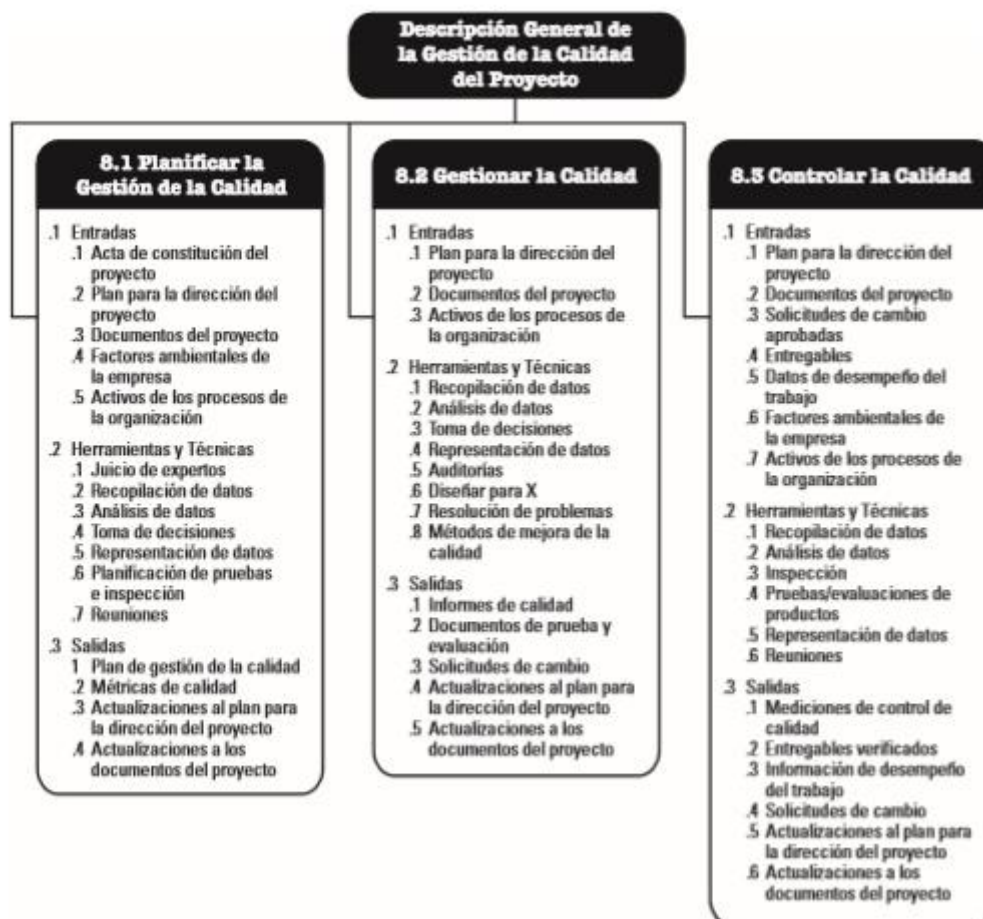 Descripción General de
la Gestión de la Calidad
del Proyecto
8.1 Planificar la
Gestión de la Calidad
.1 Entradas
.1 Acta de constitución del
proyecto
.2 Plan para la dirección del
proyecto
.3 Documentos del proyecto
.4 Factores ambientales de
la empresa
.5 Activos de los procesos de
la organización
.2 Herramientas y Técnicas
.1 Juicio de expertos
.2 Recopilación de datos
.3 Análisis de datos
.4 Toma de decisiones
.5 Representación de datos
.6 Planificación de pruebas
e inspección
.7 Reuniones
.3 Salidas
1 Plan de gestión de la calidad
.2 Métricas de calidad
.3 Actualizaciones al plan para
la dirección del proyecto
.4 Actualizaciones a los
documentos del proyecto
8.2 Gestionar la Calidad
.1 Entradas
.1 Plan para la dirección del
proyecto
.2 Documentos del proyecto
.3 Activos de los procesos de
la organización
.2 Herramientas y Técnicas
.1 Recopilación de datos
.2 Análisis de datos
.3 Toma de decisiones
.4 Representación de datos
.5 Auditorías
.6 Diseñar para X
.7 Resolución de problemas
.8 Métodos de mejora de la
calidad
.3 Salidas
.1 Informes de calidad
.2 Documentos de prueba y
evaluación
.3 Solicitudes de cambio
.4 Actualizaciones al plan para
la dirección del proyecto
.5 Actualizaciones a los
documentos del proyecto
8.3 Controlar la Calidad
.1 Entradas
.1 Plan para la dirección del
proyecto
.2 Documentos del proyecto
.3 Solicitudes de cambio
aprobadas
.4 Entregables
.5 Datos de desempeño del
trabajo
.6 Factores ambientales de
la empresa
.7 Activos de los procesos de
la organización
.2 Herramientas y Técnicas
.1 Recopilación de datos
.2 Análisis de datos
.3 Inspección
.4 Pruebas/evaluaciones de
productos
.5 Representación de datos
.6 Reuniones
.3 Salidas
.1 Mediciones de control de
calidad
.2 Entregables verificados
.3 Información de desempeño
del trabajo
.4 Solicitudes de cambio
.5 Actualizaciones al plan para
la dirección del proyecto
.6 Actualizaciones a los
documentos del proyecto